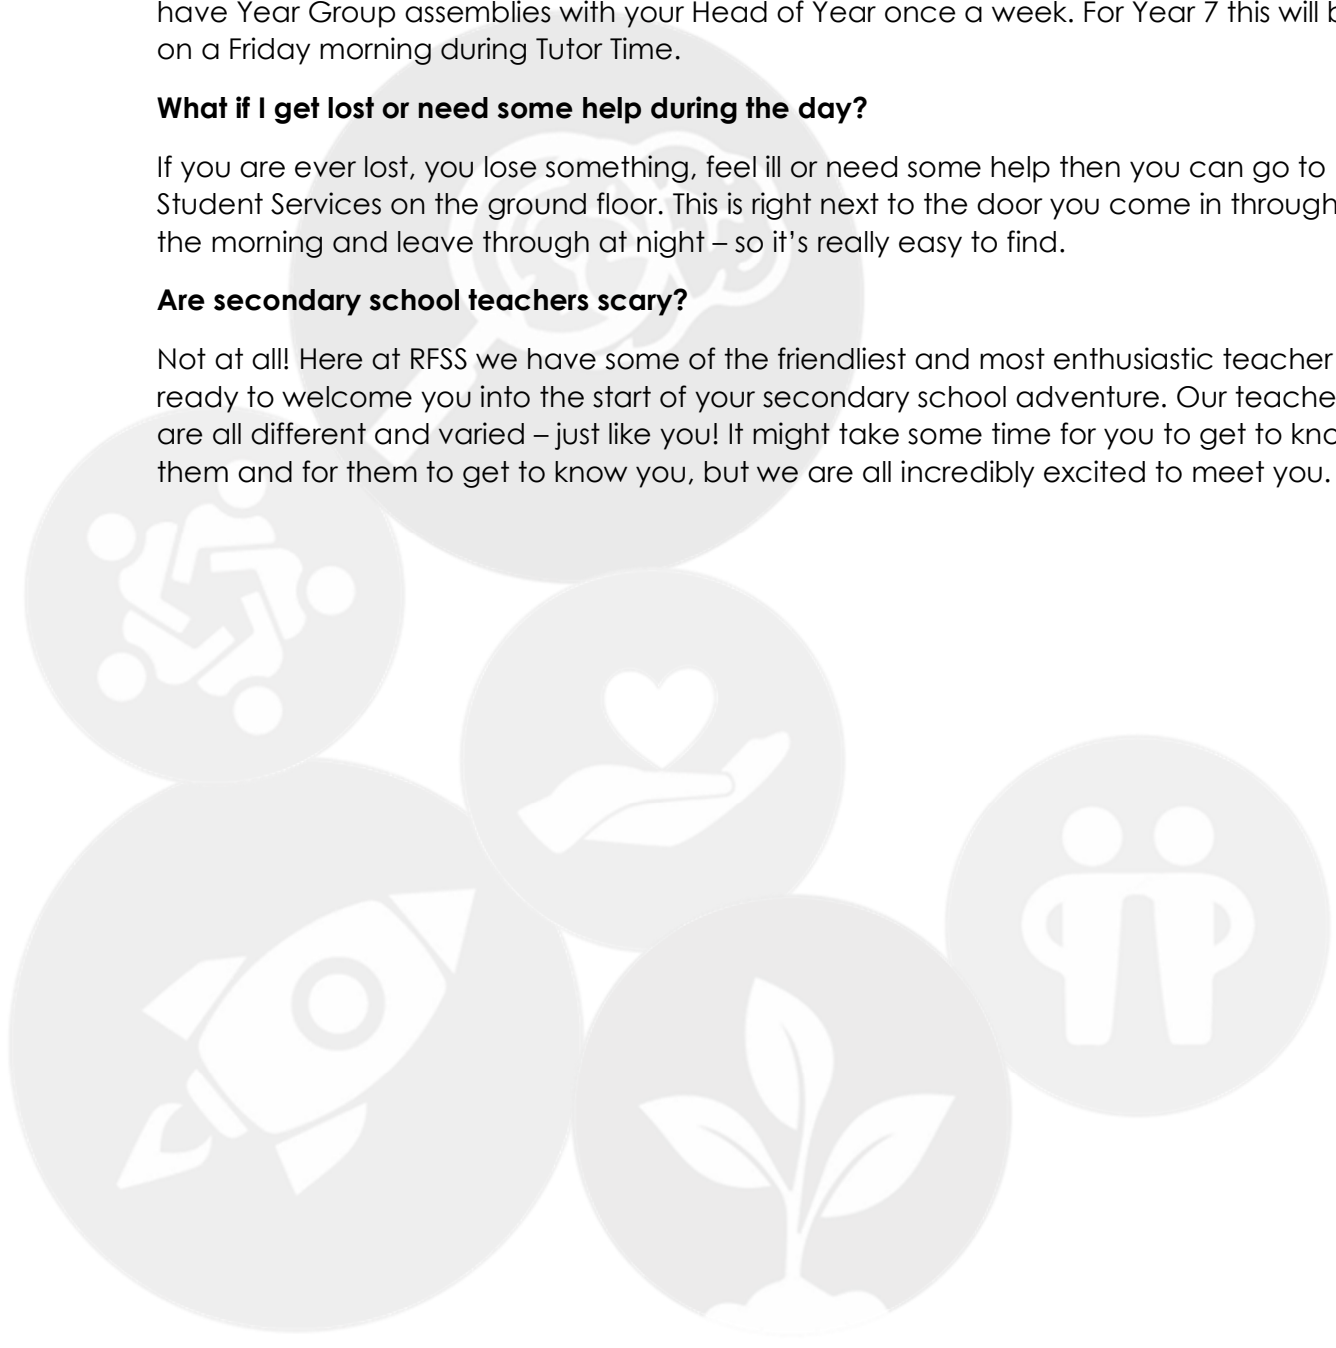 have Year Group assemblies with your Head of Year once a week. For Year 7 this will b
on a Friday morning during Tutor Time.
What if I get lost or need some help during the day?
If you are ever lost, you lose something, feel ill or need some help then you can go to
Student Services on the ground floor. This is right next to the door you come in through
the morning and leave through at night – so it's really easy to find.
Are secondary school teachers scary?
Not at all! Here at RFSS we have some of the friendliest and most enthusiastic teacher
ready to welcome you into the start of your secondary school adventure. Our teache
are all different and varied – just like you! It might take some time for you to get to kno
them and for them to get to know you, but we are all incredibly excited to meet you.